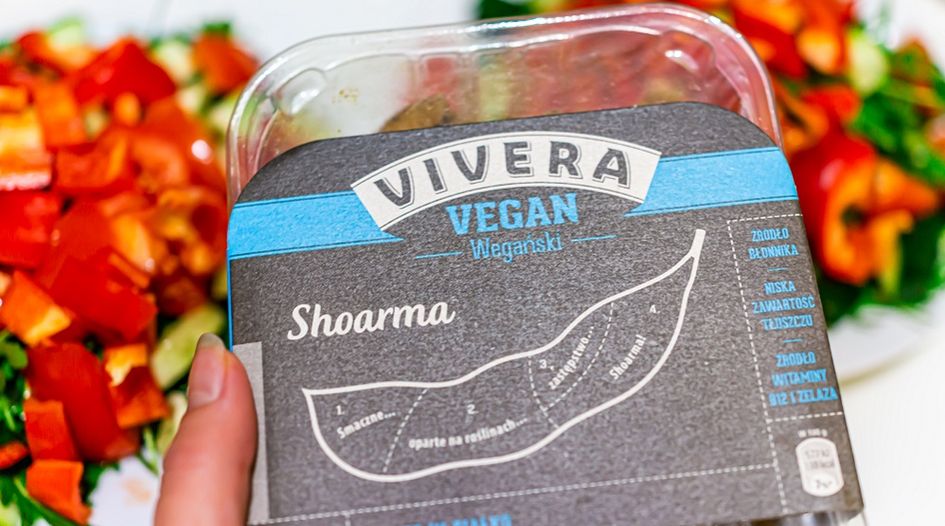 VIVERA
VEGAN
Wegański
Shoarma
1.
Smaczne...
2.
oparte na roślinach...
3.
zastępstwo...
4.
Shoarma!
ŹRÓDŁO
BŁONNIKA
NISKA
ZAWARTOŚĆ
TŁUSZCZU
ŹRÓDŁO
WITAMINY
B12 I ŻELAZA